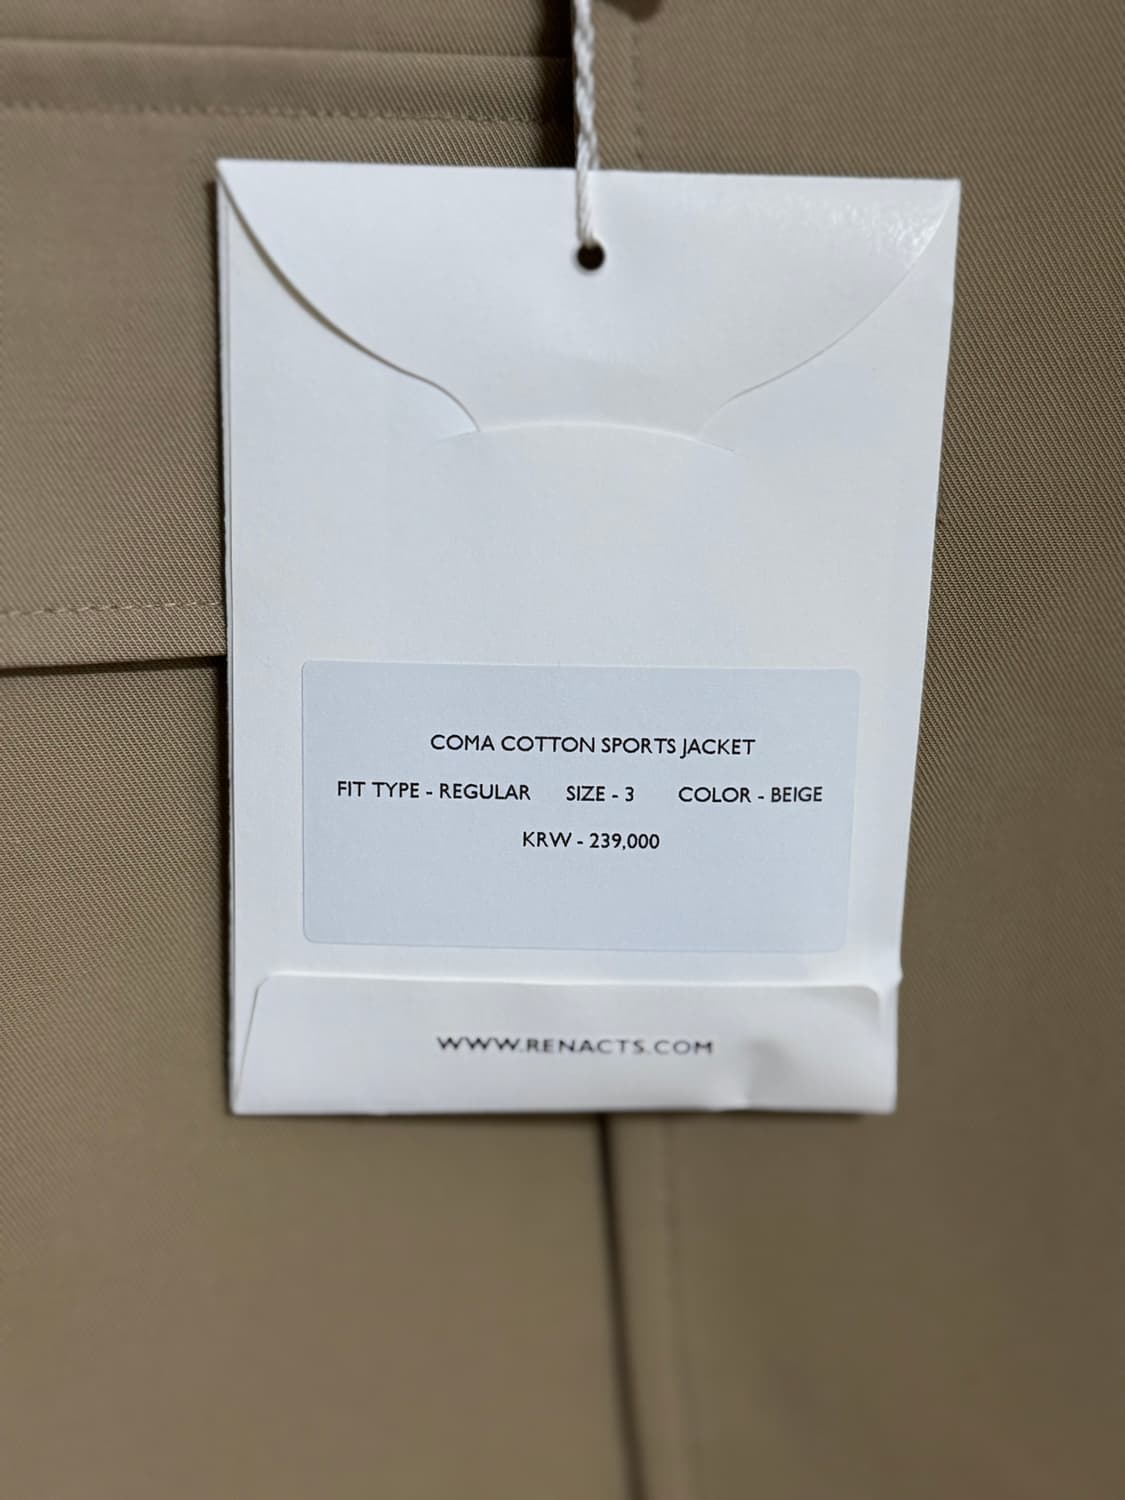 COMA COTTON SPORTS JACKET
FIT TYPE - REGULAR SIZE - 3 COLOR - BEIGE
KRW - 239,000
WWW.RENACTS.COM